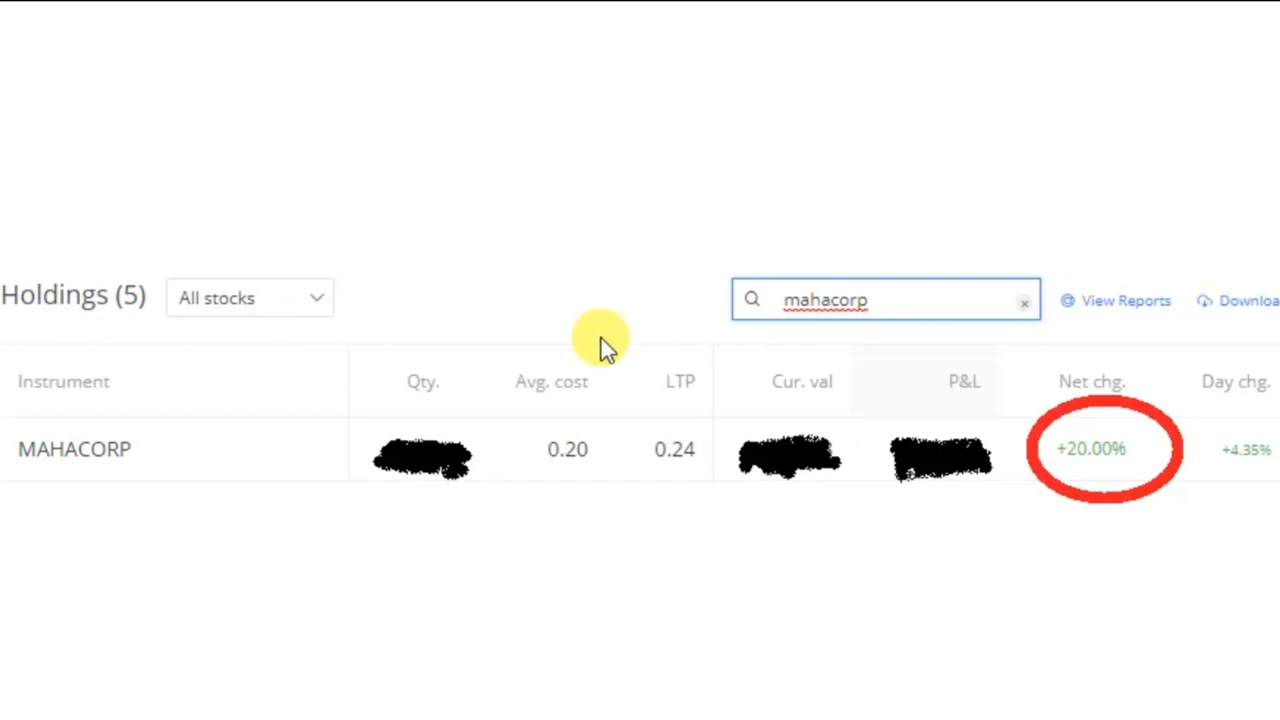 Holdings (5) All stocks mahacorp View Reports Downloa
Instrument Qty. Avg. cost LTP Cur. val P&L Net chg. Day chg.
MAHACORP 0.20 0.24 +20.00% +4.35%